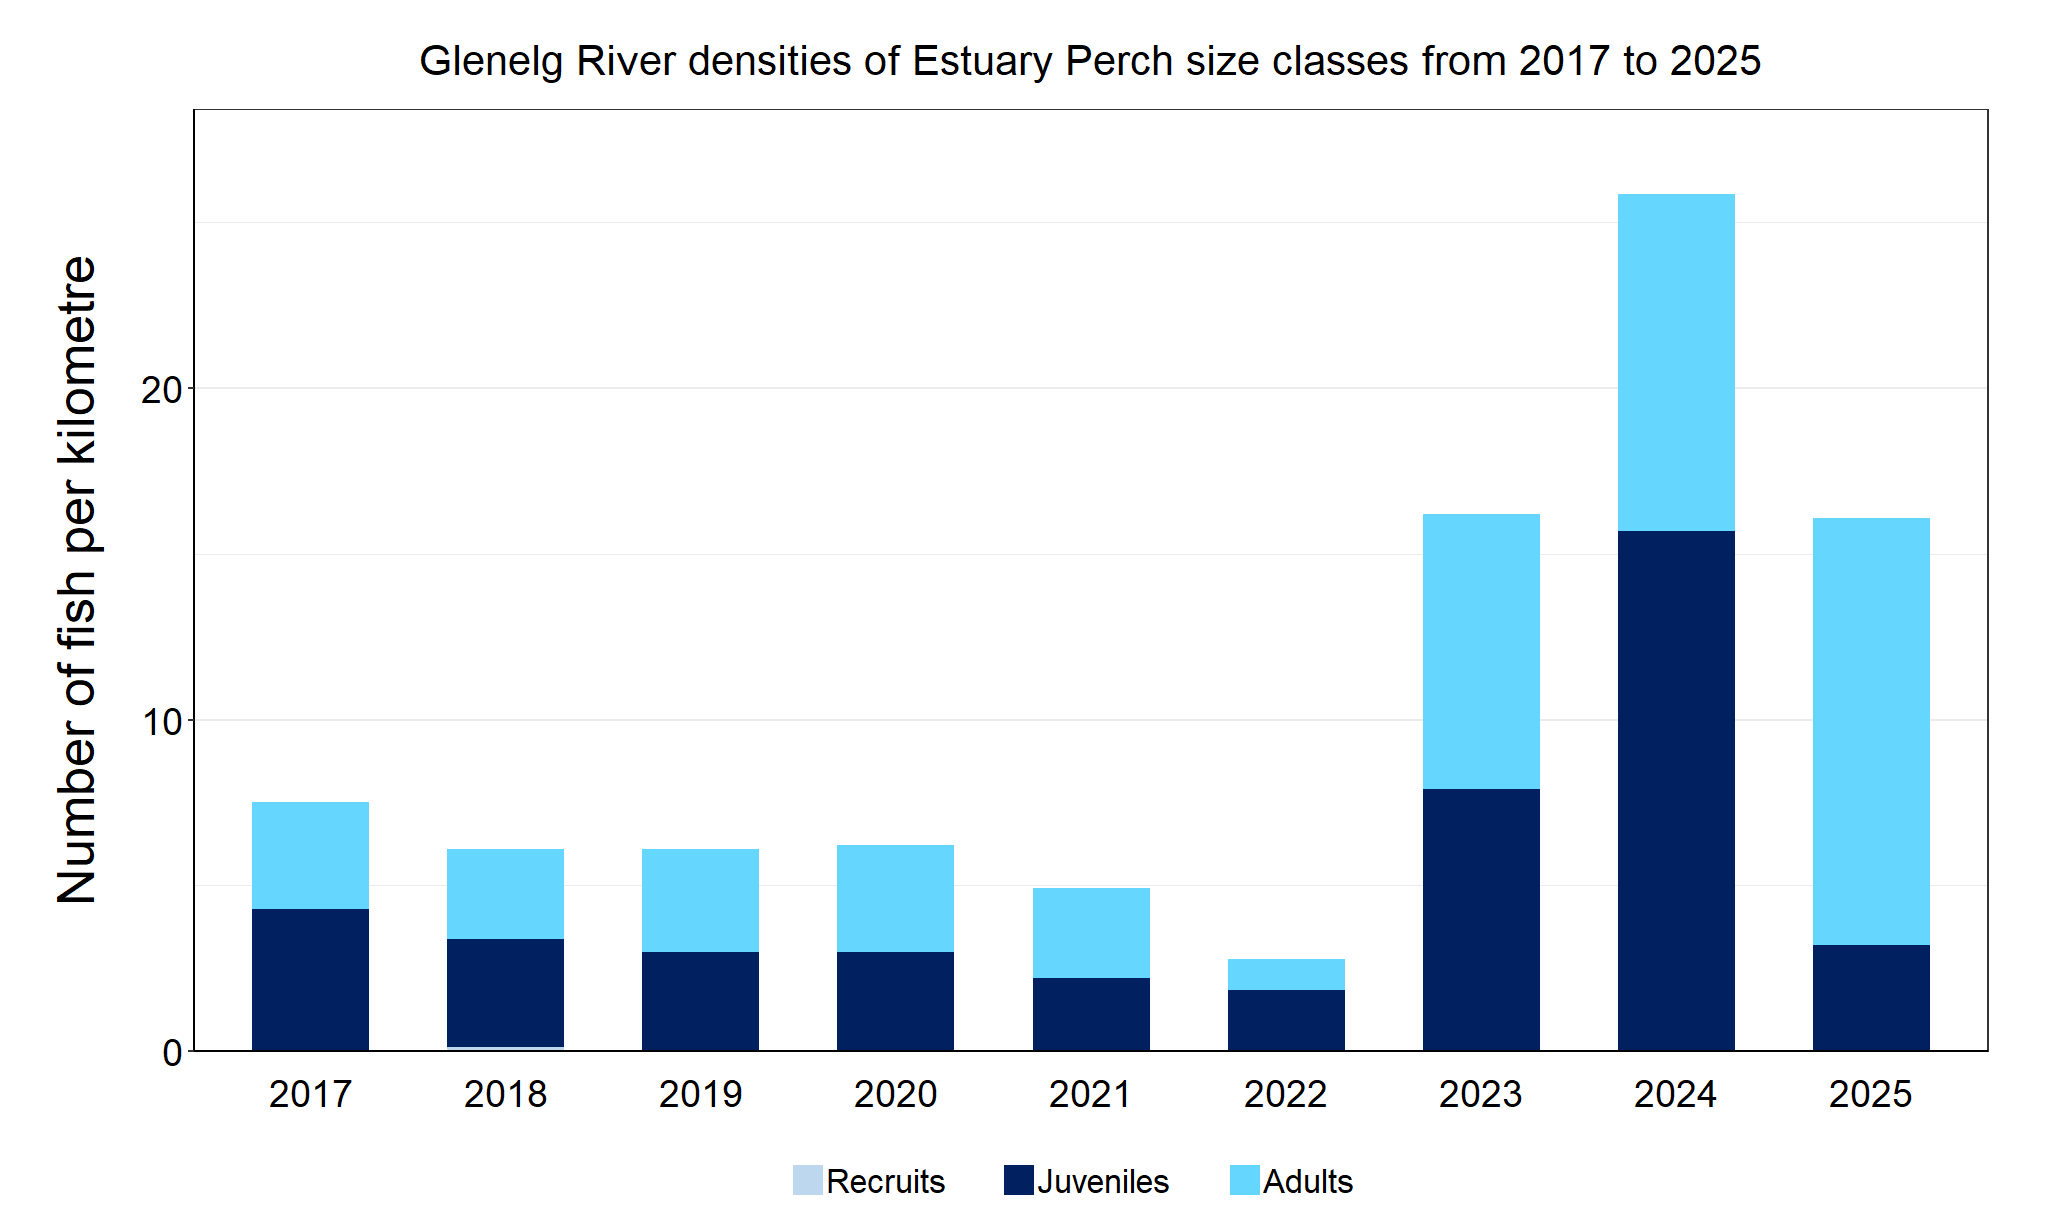 Glenelg River densities of Estuary Perch size classes from 2017 to 2025
Number of fish per kilometre
20
10
0
2017 2018 2019 2020 2021 2022 2023 2024 2025
Recruits Juveniles Adults